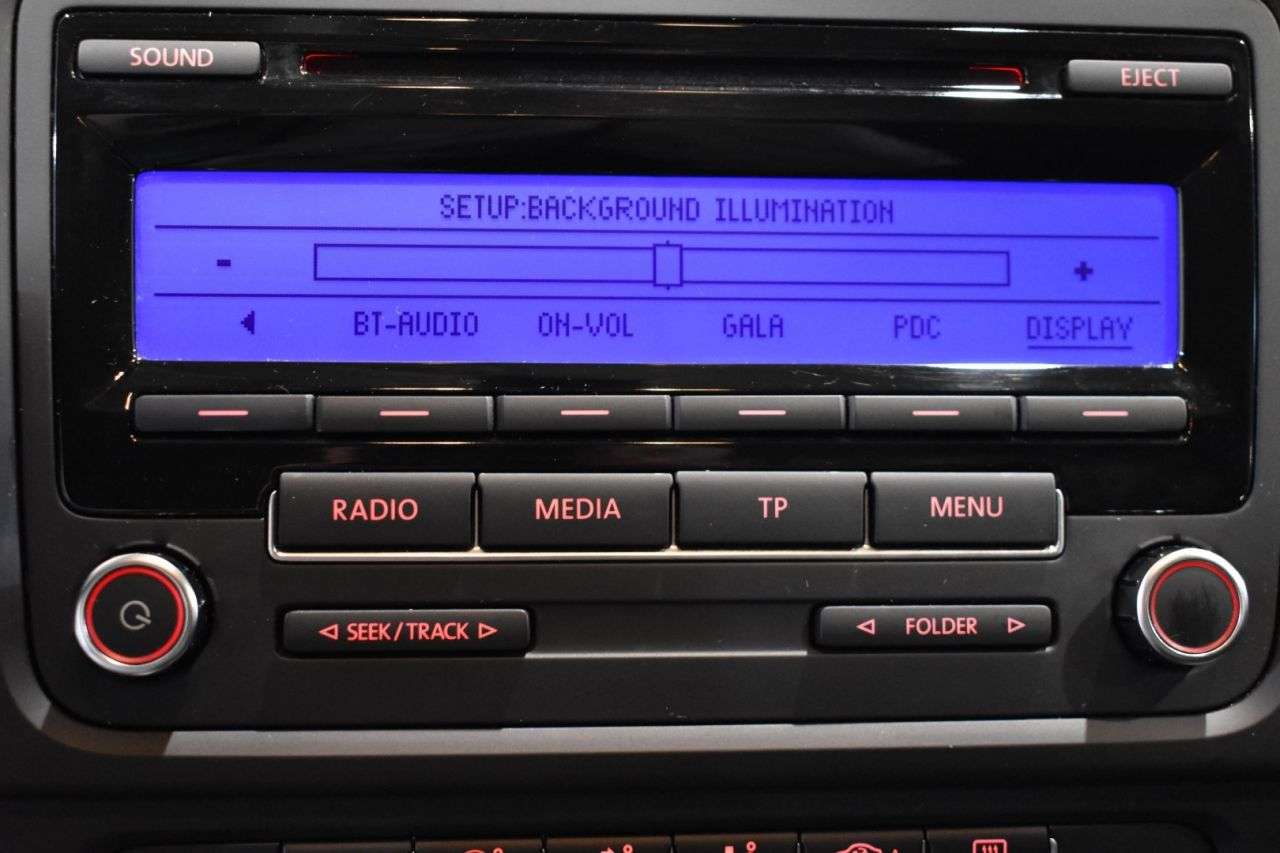 SOUND
EJECT
SETUP:BACKGROUND ILLUMINATION
- +
BT-AUDIO ON-VOL GALA PDC DISPLAY
RADIO MEDIA TP MENU
SEEK/TRACK FOLDER